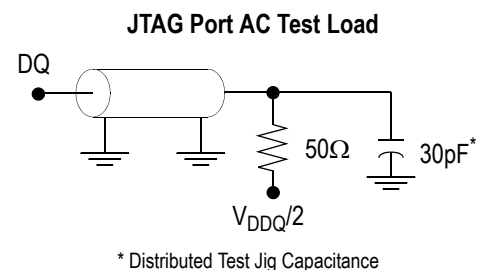 JTAG Port AC Test Load
DQ
50Ω
30pF*
VDDQ/2
* Distributed Test Jig Capacitance